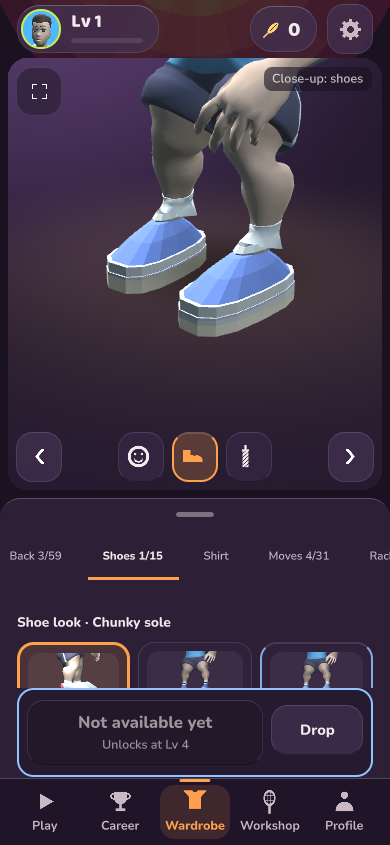 Lv 1
0
Close-up: shoes
Back 3/59
Shoes 1/15
Shirt
Moves 4/31
Shoe look · Chunky sole
Not available yet
Unlocks at Lv 4
Drop
Play
Career
Wardrobe
Workshop
Profile